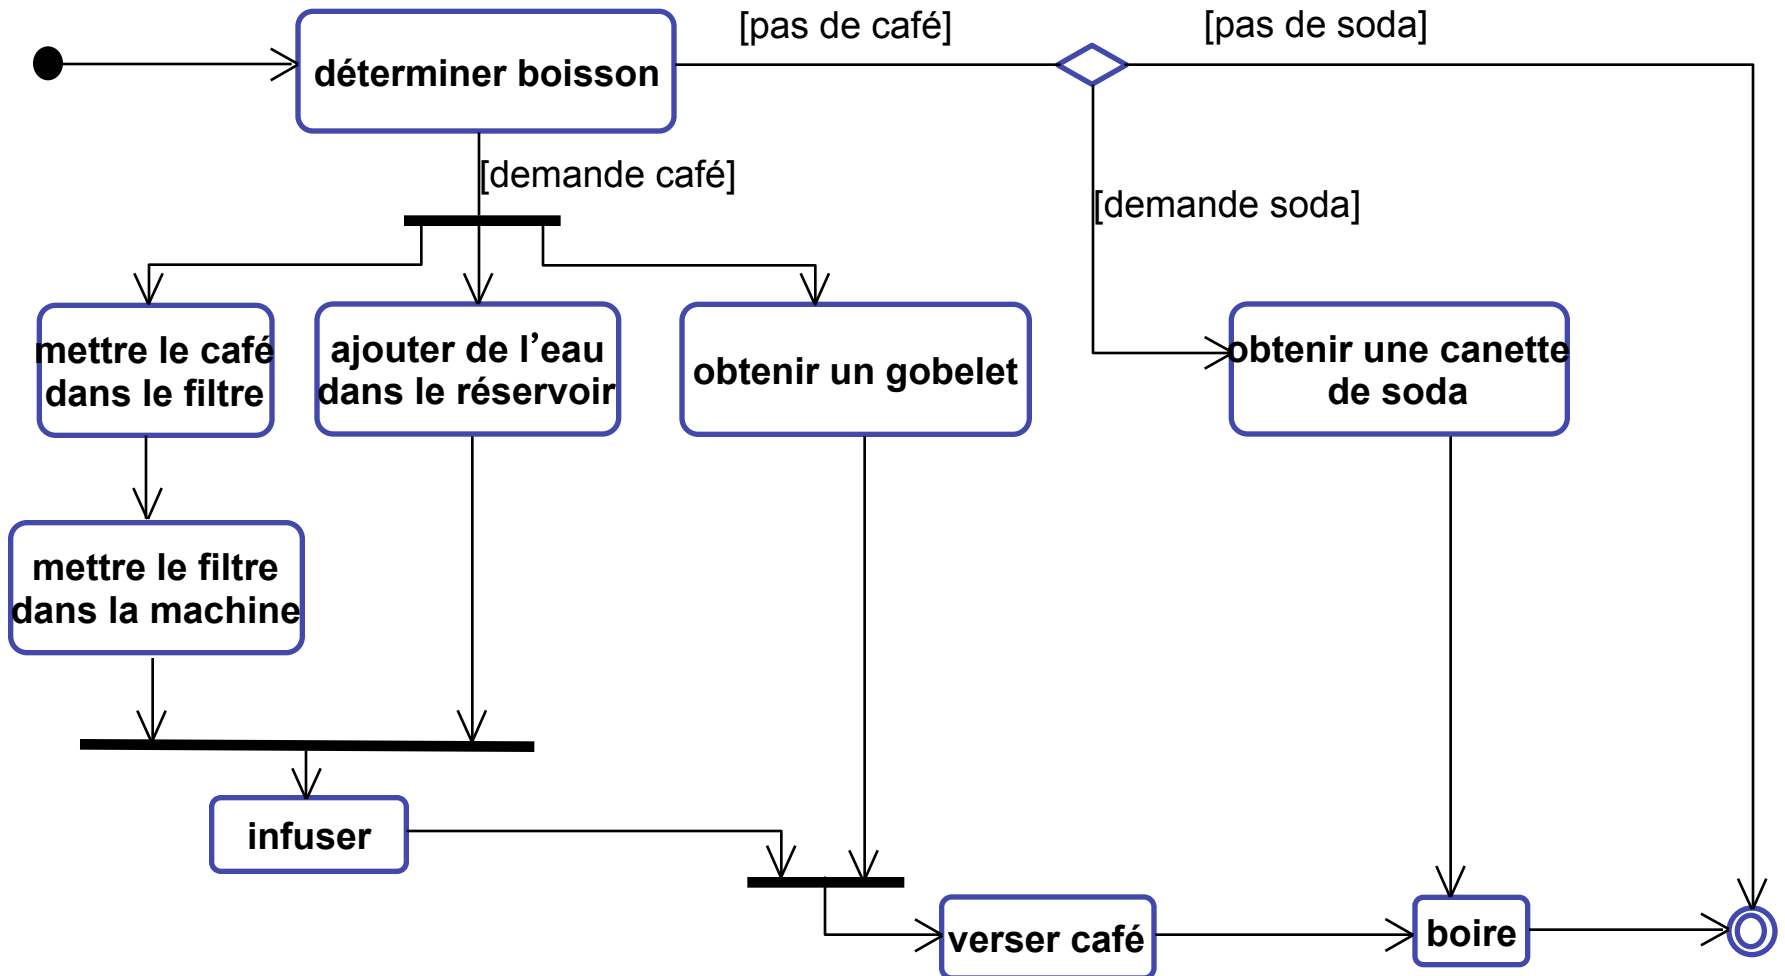 [pas de café]
[pas de soda]
déterminer boisson
[demande café]
[demande soda]
mettre le café
dans le filtre
ajouter de l’eau
dans le réservoir
obtenir un gobelet
obtenir une canette
de soda
mettre le filtre
dans la machine
infuser
verser café
boire